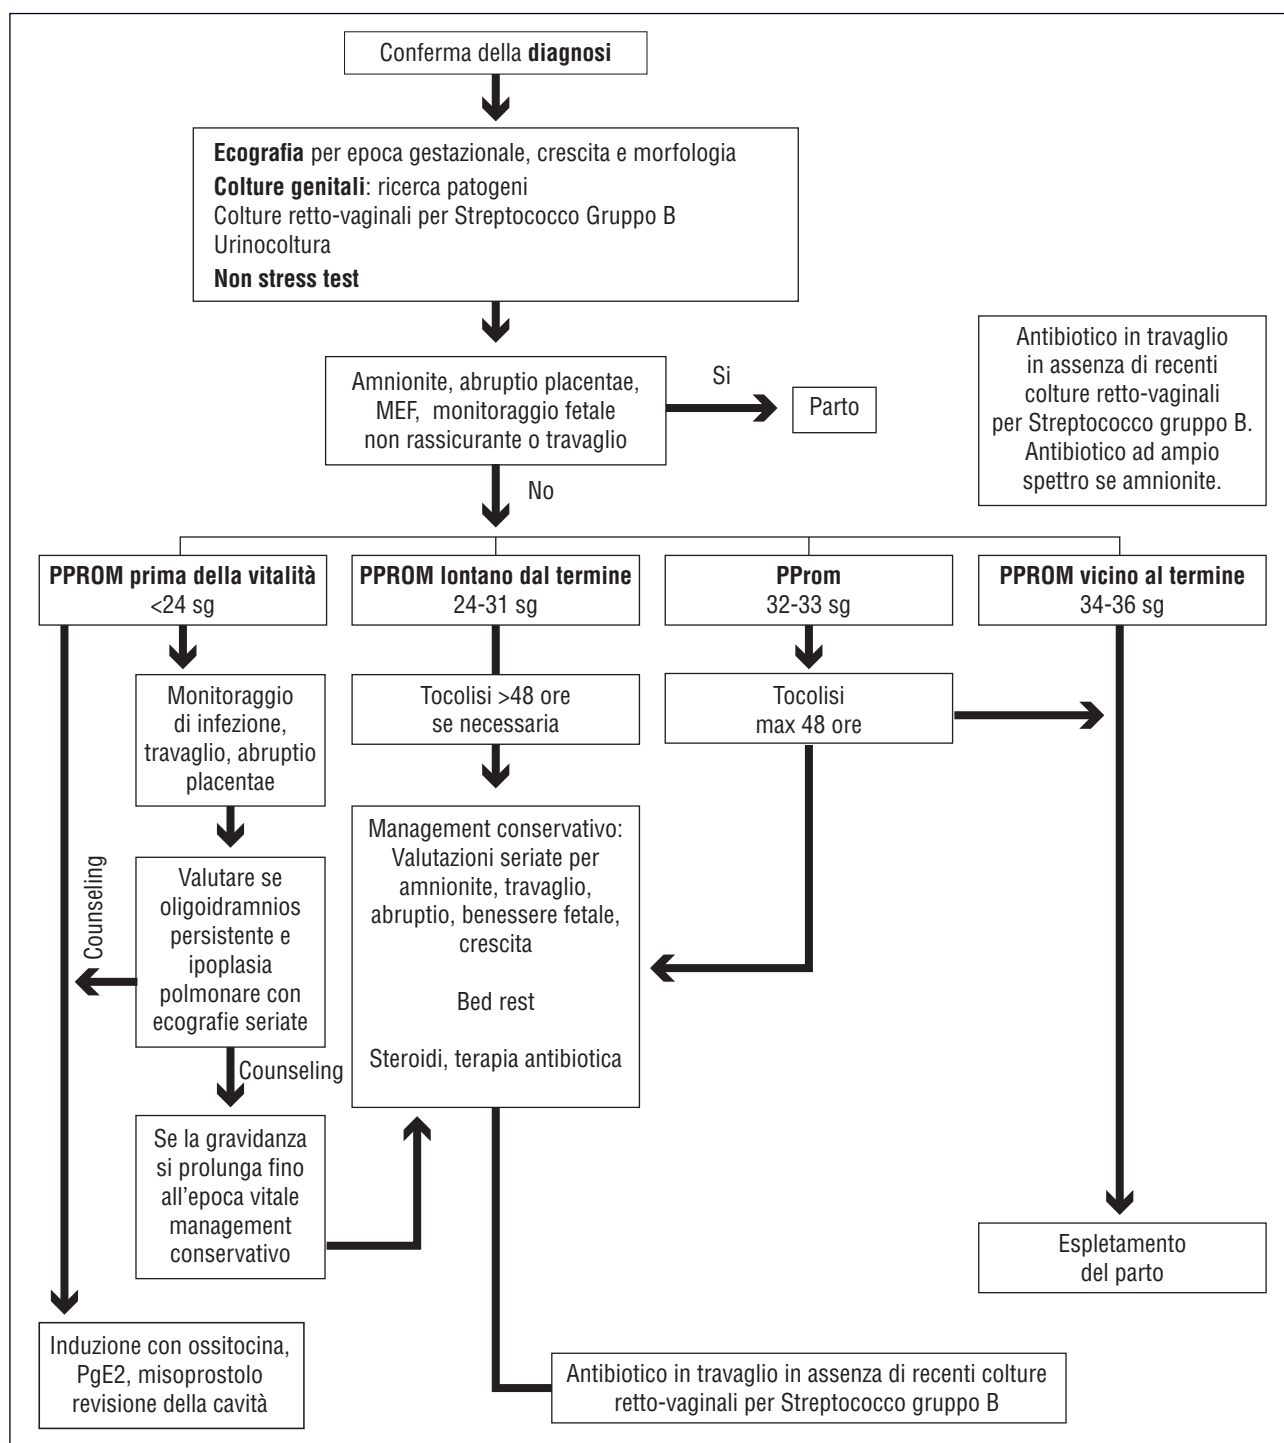 Conferma della diagnosi
Ecografia per epoca gestazionale, crescita e morfologia
Colture genitali: ricerca patogeni
Colture retto-vaginali per Streptococco Gruppo B
Urinocoltura
Non stress test
Amnionite, abruptio placentae,
MEF, monitoraggio fetale
non rassicurante o travaglio
Si
Parto
Antibiotico in travaglio
in assenza di recenti
colture retto-vaginali
per Streptococco gruppo B.
Antibiotico ad ampio
spettro se amnionite.
No
PPROM prima della vitalità
<24 sg
PPROM lontano dal termine
24-31 sg
PProm
32-33 sg
PPROM vicino al termine
34-36 sg
Monitoraggio
di infezione,
travaglio, abruptio
placentae
Tocolisi >48 ore
se necessaria
Tocolisi
max 48 ore
Counseling
Valutare se
oligoidramnios
persistente e
ipoplasia
polmonare con
ecografie seriate
Management conservativo:
Valutazioni seriate per
amnionite, travaglio,
abruptio, benessere fetale,
crescita
Bed rest
Steroidi, terapia antibiotica
Counseling
Se la gravidanza
si prolunga fino
all'epoca vitale
management
conservativo
Espletamento
del parto
Induzione con ossitocina,
PgE2, misoprostolo
revisione della cavità
Antibiotico in travaglio in assenza di recenti colture
retto-vaginali per Streptococco gruppo B